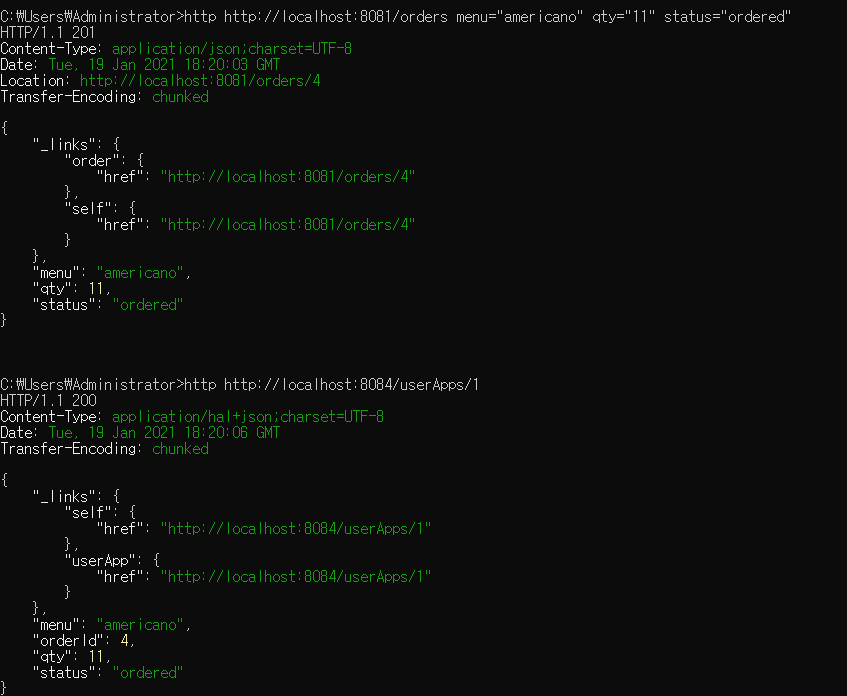 C:₩Users₩Administrator>http http://localhost:8081/orders menu="americano" qty="11" status="ordered"
HTTP/1.1 201
Content-Type: application/json;charset=UTF-8
Date: Tue, 19 Jan 2021 18:20:03 GMT
Location: http://localhost:8081/orders/4
Transfer-Encoding: chunked
{
    "_links": {
        "order": {
            "href": "http://localhost:8081/orders/4"
        },
        "self": {
            "href": "http://localhost:8081/orders/4"
        }
    },
    "menu": "americano",
    "qty": 11,
    "status": "ordered"
}
C:₩Users₩Administrator>http http://localhost:8084/userApps/1
HTTP/1.1 200
Content-Type: application/hal+json;charset=UTF-8
Date: Tue, 19 Jan 2021 18:20:06 GMT
Transfer-Encoding: chunked
{
    "_links": {
        "self": {
            "href": "http://localhost:8084/userApps/1"
        },
        "userApp": {
            "href": "http://localhost:8084/userApps/1"
        }
    },
    "menu": "americano",
    "orderId": 4,
    "qty": 11,
    "status": "ordered"
}